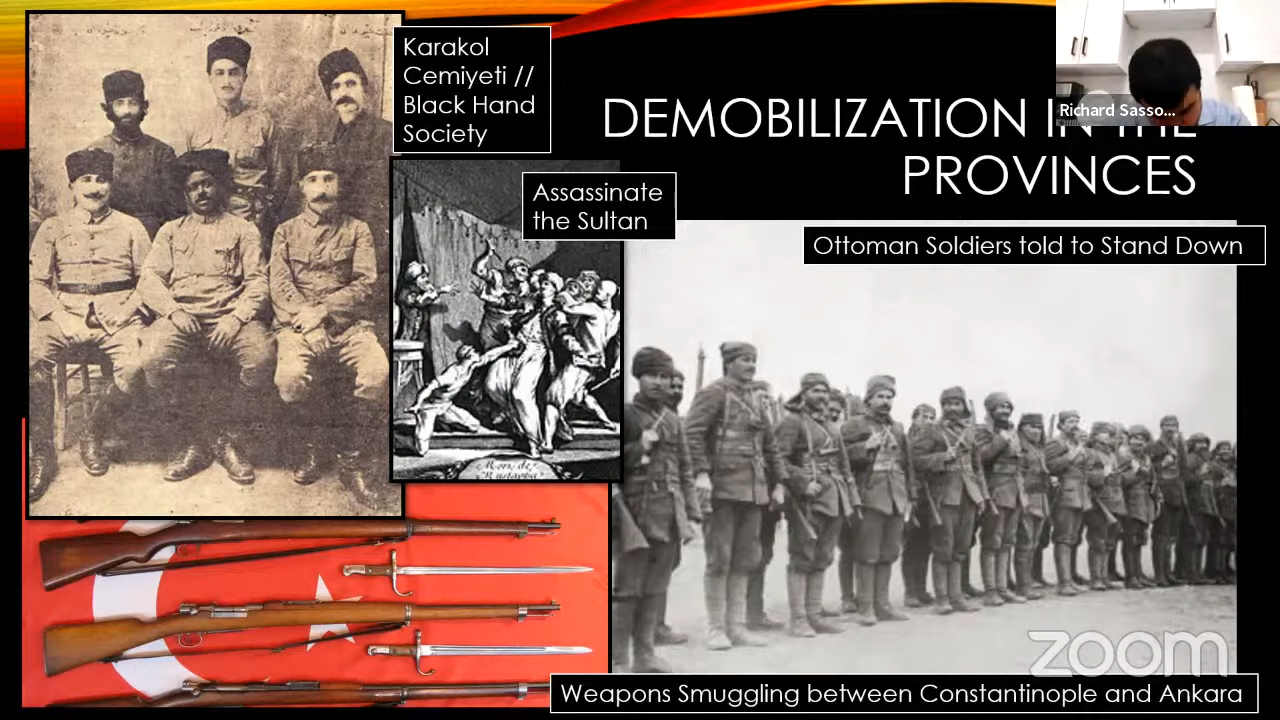 Karakol
Cemiyeti //
Black Hand
Society
DEMOBILIZATION IN THE
PROVINCES
Richard Sasso...
Assassinate
the Sultan
Ottoman Soldiers told to Stand Down
zoom
Weapons Smuggling between Constantinople and Ankara